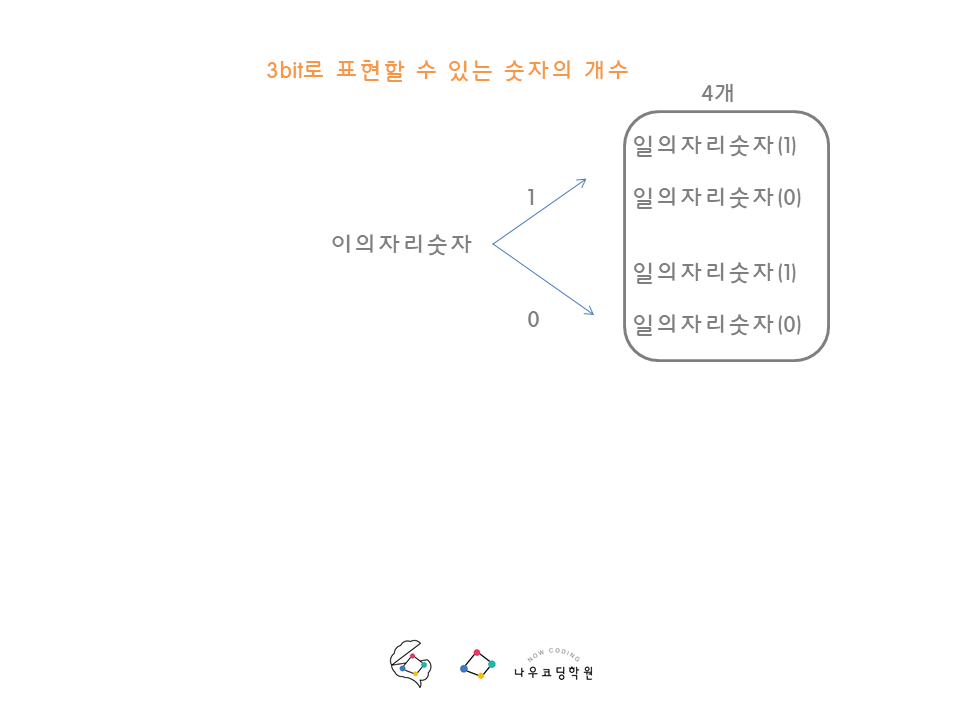 3bit로 표현할 수 있는 숫자의 개수
4개
일의자리숫자(1)
1
일의자리숫자(0)
이의자리숫자
일의자리숫자(1)
0
일의자리숫자(0)
NOW CODING
나우코딩학원